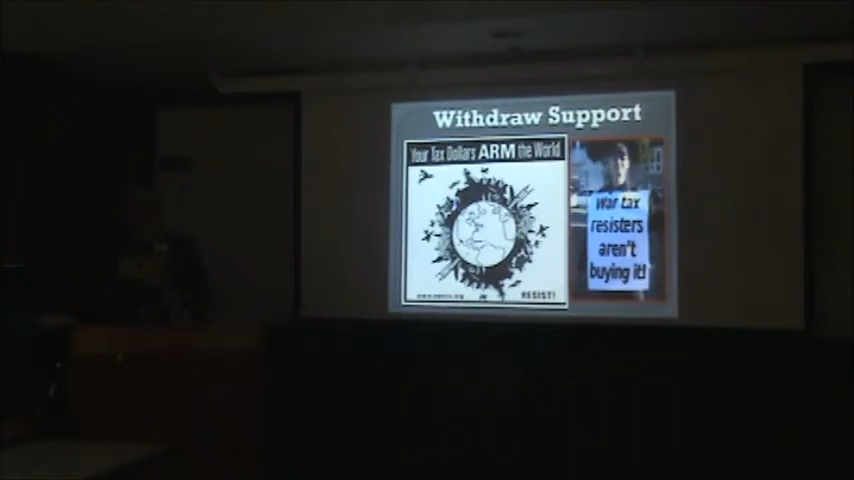 Withdraw Support
Your Tax Dollars ARM the World
RESIST!
War tax
resisters
aren't
buying it!